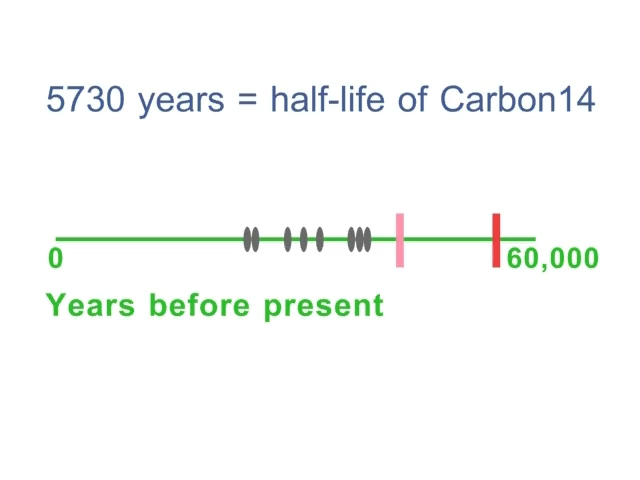 5730 years = half-life of Carbon14
0
60,000
Years before present